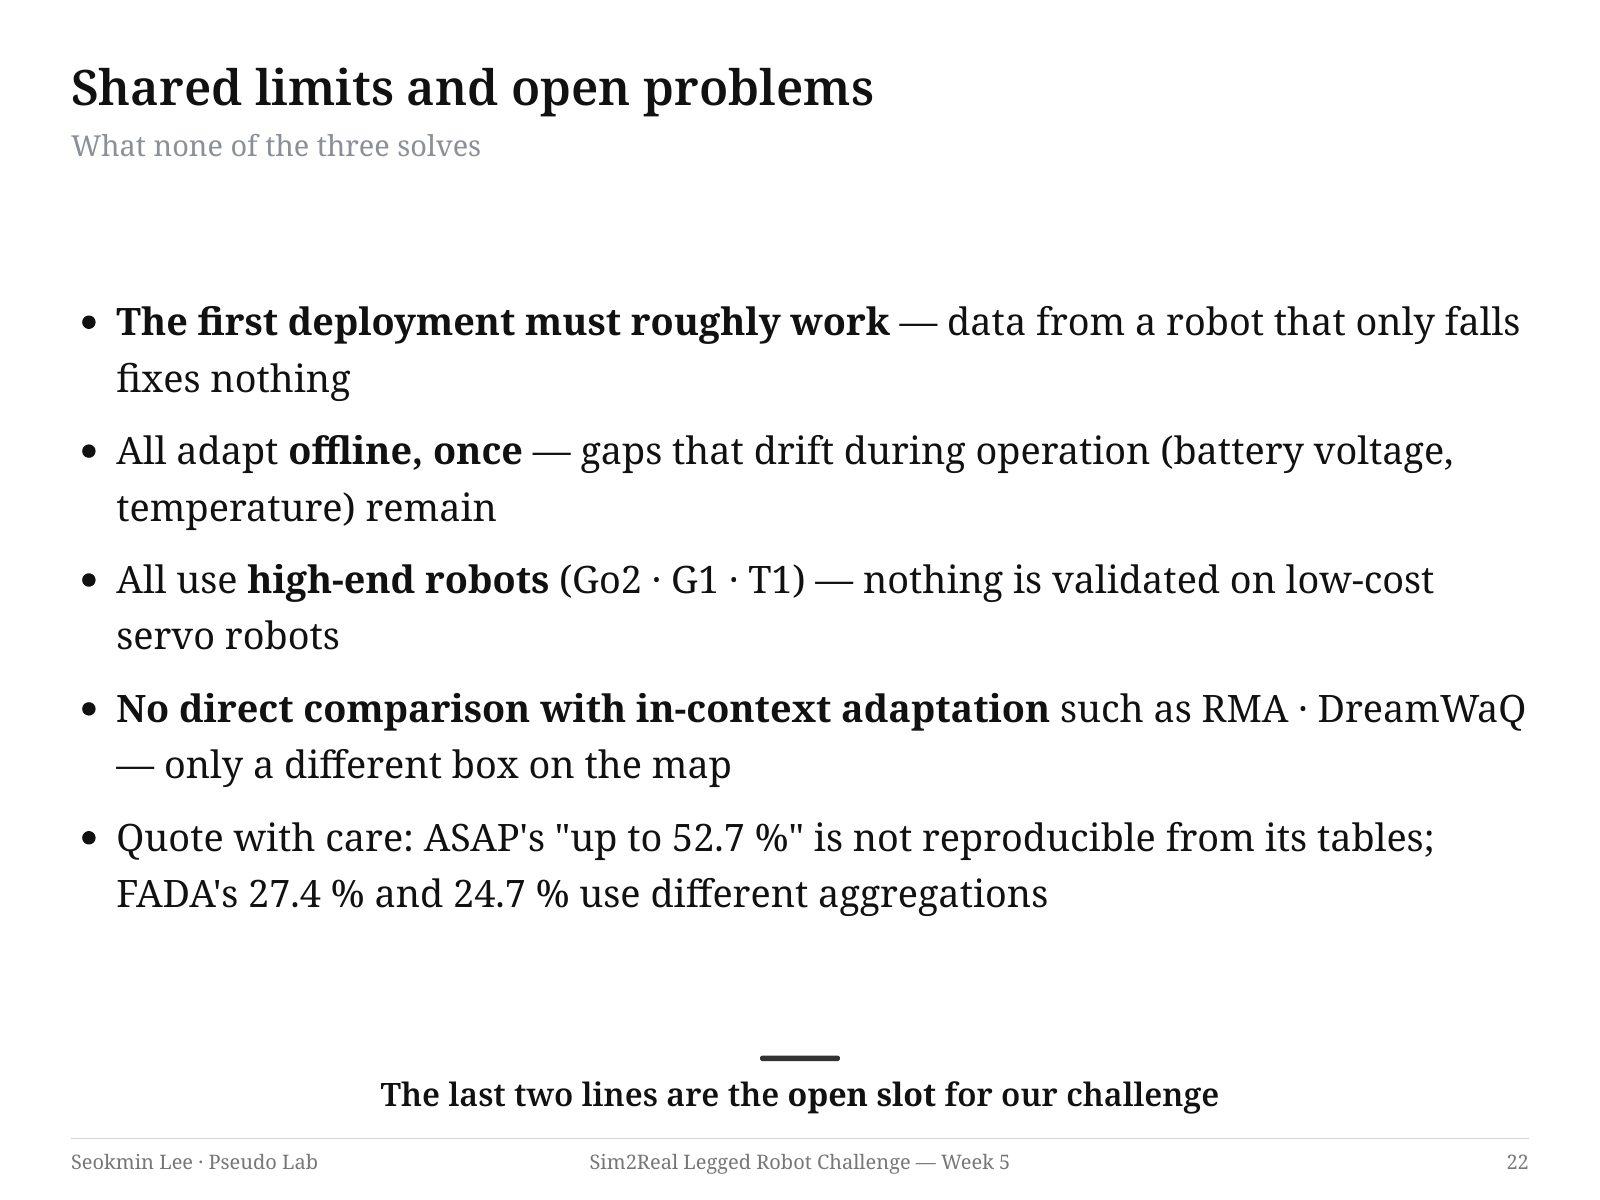 Shared limits and open problems
What none of the three solves
• The first deployment must roughly work — data from a robot that only falls
fixes nothing
• All adapt offline, once — gaps that drift during operation (battery voltage,
temperature) remain
• All use high-end robots (Go2 · G1 · T1) — nothing is validated on low-cost
servo robots
• No direct comparison with in-context adaptation such as RMA · DreamWaQ
— only a different box on the map
• Quote with care: ASAP's "up to 52.7 %" is not reproducible from its tables;
FADA's 27.4 % and 24.7 % use different aggregations
The last two lines are the open slot for our challenge
Seokmin Lee · Pseudo Lab
Sim2Real Legged Robot Challenge — Week 5
22